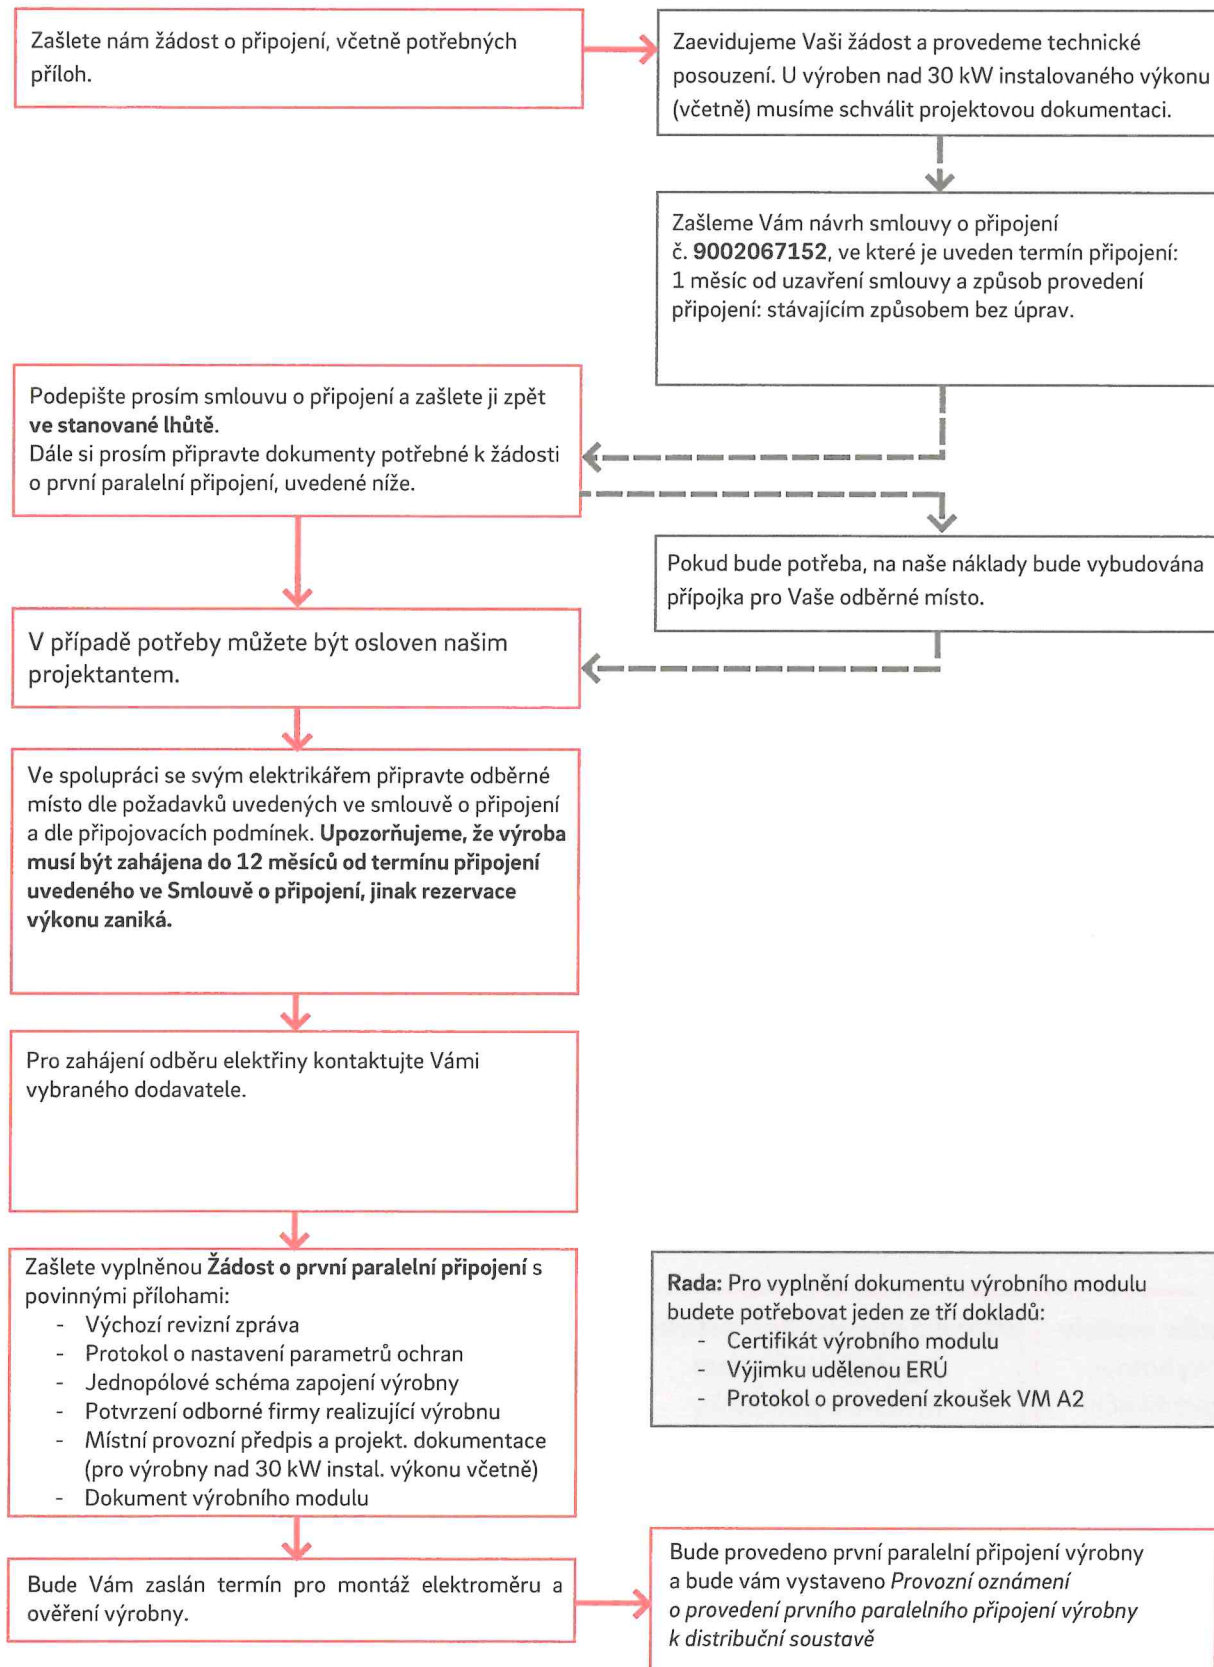 Zašlete nám žádost o připojení, včetně potřebných
příloh.
Zaevidujeme Vaši žádost a provedeme technické
posouzení. U výroben nad 30 kW instalovaného výkonu
(včetně) musíme schválit projektovou dokumentaci.
Zašleme Vám návrh smlouvy o připojení
č. 9002067152, ve které je uveden termín připojení:
1 měsíc od uzavření smlouvy a způsob provedení
připojení: stávajícím způsobem bez úprav.
Podepište prosím smlouvu o připojení a zašlete ji zpět
ve stanované lhůtě.
Dále si prosím připravte dokumenty potřebné k žádosti
o první paralelní připojení, uvedené níže.
Pokud bude potřeba, na naše náklady bude vybudována
přípojka pro Vaše odběrné místo.
V případě potřeby můžete být osloven našim
projektantem.
Ve spolupráci se svým elektrikářem připravte odběrné
místo dle požadavků uvedených ve smlouvě o připojení
a dle připojovacích podmínek. Upozorňujeme, že výroba
musí být zahájena do 12 měsíců od termínu připojení
uvedeného ve Smlouvě o připojení, jinak rezervace
výkonu zaniká.
Pro zahájení odběru elektřiny kontaktujte Vámi
vybraného dodavatele.
Zašlete vyplněnou Žádost o první paralelní připojení s
povinnými přílohami:
- Výchozí revizní zpráva
- Protokol o nastavení parametrů ochran
- Jednopólové schéma zapojení výrobny
- Potvrzení odborné firmy realizující výrobnu
- Místní provozní předpis a projekt. dokumentace
(pro výrobny nad 30 kW instal. výkonu včetně)
- Dokument výrobního modulu
Rada: Pro vyplnění dokumentu výrobního modulu
budete potřebovat jeden ze tří dokladů:
- Certifikát výrobního modulu
- Výjimku udělenou ERÚ
- Protokol o provedení zkoušek VM A2
Bude Vám zaslán termín pro montáž elektroměru a
ověření výrobny.
Bude provedeno první paralelní připojení výrobny
a bude vám vystaveno Provozní oznámení
o provedení prvního paralelního připojení výrobny
k distribuční soustavě